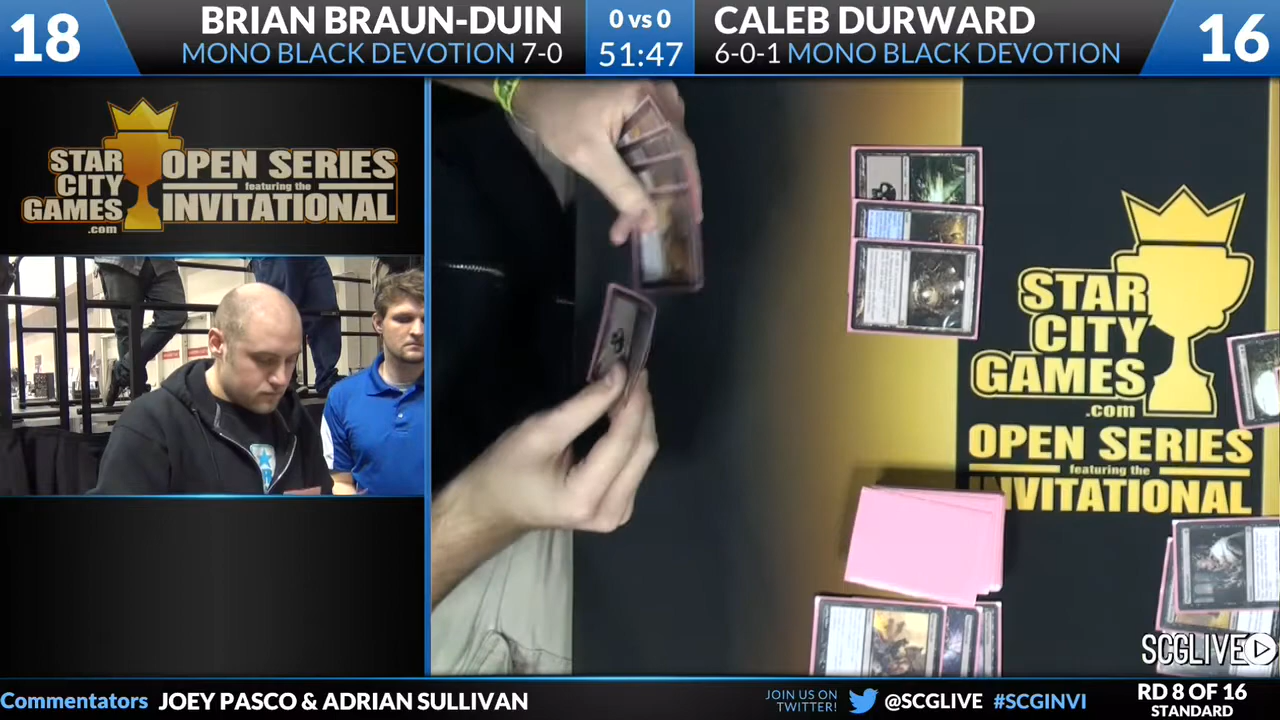 18
BRIAN BRAUN-DUIN
MONO BLACK DEVOTION 7-0
0 vs 0
51:47
CALEB DURWARD
6-0-1 MONO BLACK DEVOTION
16
STAR
CITY
GAMES
.com
OPEN SERIES
featuring the
INVITATIONAL
STAR
CITY
GAMES
.com
OPEN SERIES
featuring the
INVITATIONAL
SCGLIVE
Commentators JOEY PASCO & ADRIAN SULLIVAN
JOIN US ON
TWITTER!
@SCGLIVE #SCGINVI
RD 8 OF 16
STANDARD